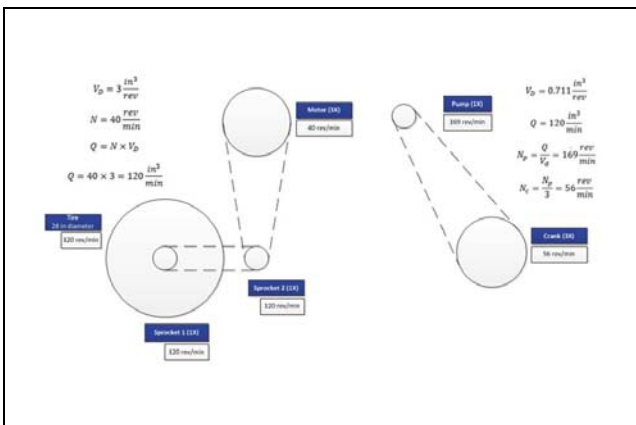 V_D = 3 in³/rev
N = 40 rev/min
Q = N × V_D
Q = 40 × 3 = 120 in³/min
Motor (3X)
40 rev/min
Tire
28 in diameter
120 rev/min
Sprocket 2 (1X)
120 rev/min
Sprocket 1 (1X)
120 rev/min
Pump (1X)
169 rev/min
V_D = 0.711 in³/rev
Q = 120 in³/min
N_p = Q/V_d = 169 rev/min
N_c = N_p/3 = 56 rev/min
Crank (3X)
56 rev/min